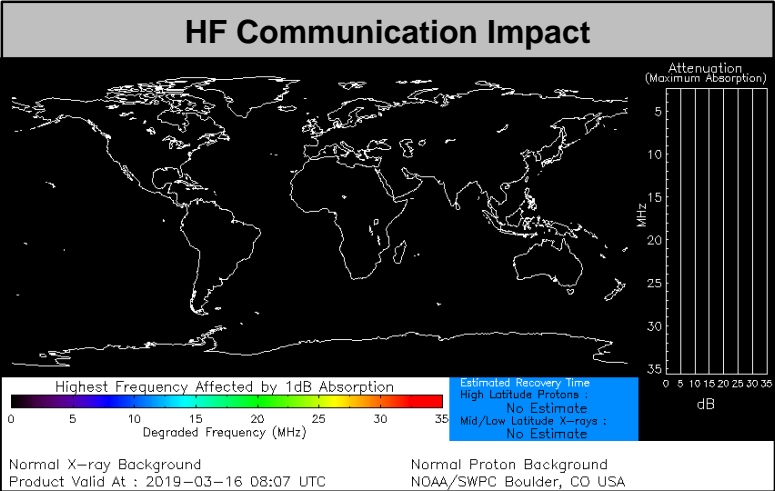 HF Communication Impact
Attenuation
(Maximum Absorption)
5
10
15
20
25
30
35
MHz
0 5 10 15 20 25 30 35
dB
Highest Frequency Affected by 1dB Absorption
0 5 10 15 20 25 30 35
Degraded Frequency (MHz)
Estimated Recovery Time
High Latitude Protons :
No Estimate
Mid/Low Latitude X-rays :
No Estimate
Normal X-ray Background
Normal Proton Background
Product Valid At : 2019-03-16 08:07 UTC
NOAA/SWPC Boulder, CO USA